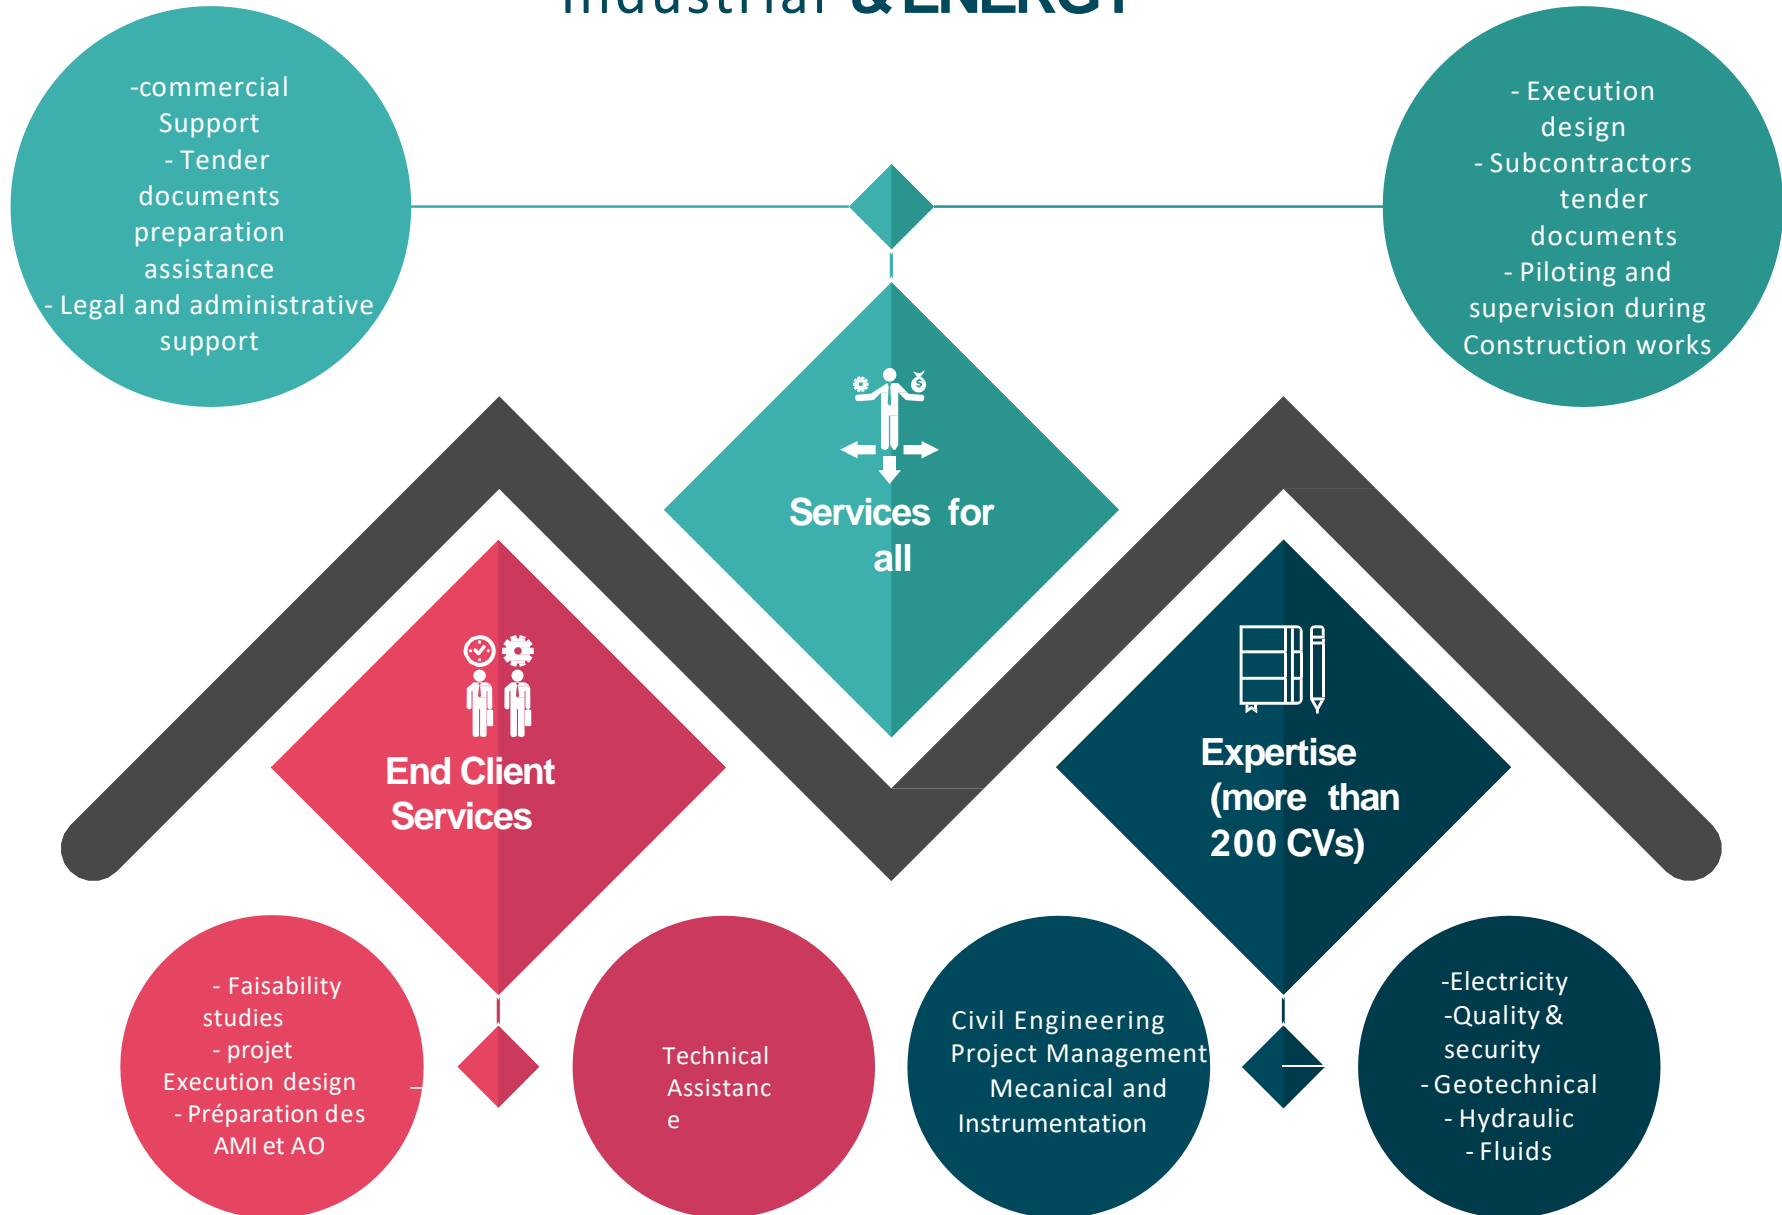 Industrial & ENERGY
-commercial
Support
- Tender
documents
preparation
assistance
- Legal and administrative
support
- Execution
design
- Subcontractors
tender
documents
- Piloting and
supervision during
Construction works
$
Services for
all
End Client
Services
Expertise
(more than
200 CVs)
- Faisability
studies
- projet
Execution design
- Préparation des
AMI et AO
Technical
Assistanc
e
Civil Engineering
Project Management
Mecanical and
Instrumentation
-Electricity
-Quality &
security
- Geotechnical
- Hydraulic
- Fluids